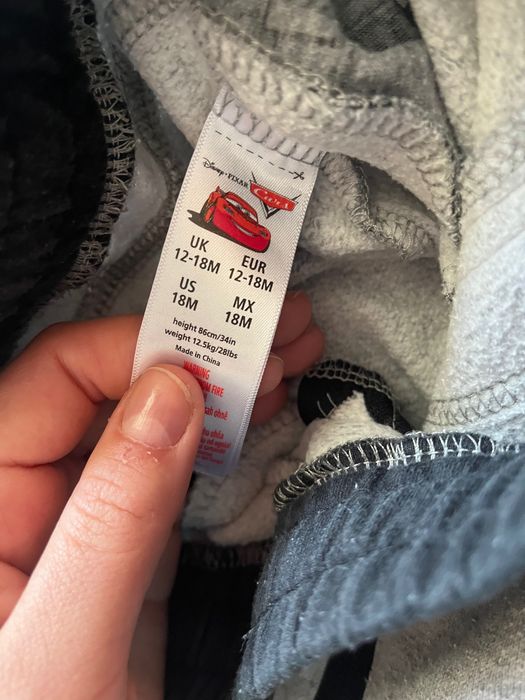 Disney · PIXAR
Cars
UK EUR
12-18M 12-18M
US MX
18M 18M
height 86cm/34in
weight 12.5kg/28lbs
Made in China
WARNING
FIRE